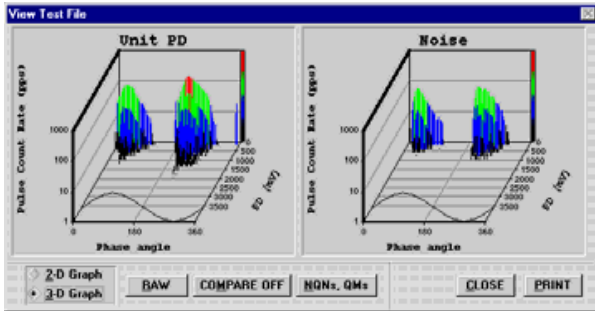 View Test File
Unit PD
Pulse Count Rate (pps)
1000
100
10
1
0
180
360
Phase angle
0
500
1000
1500
2000
2500
3000
3500
PD (mV)
Noise
Pulse Count Rate (pps)
1000
100
10
1
0
180
360
Phase angle
0
500
1000
1500
2000
2500
3000
3500
PD (mV)
2-D Graph
3-D Graph
RAW
COMPARE OFF
NQNs, QMs
CLOSE
PRINT